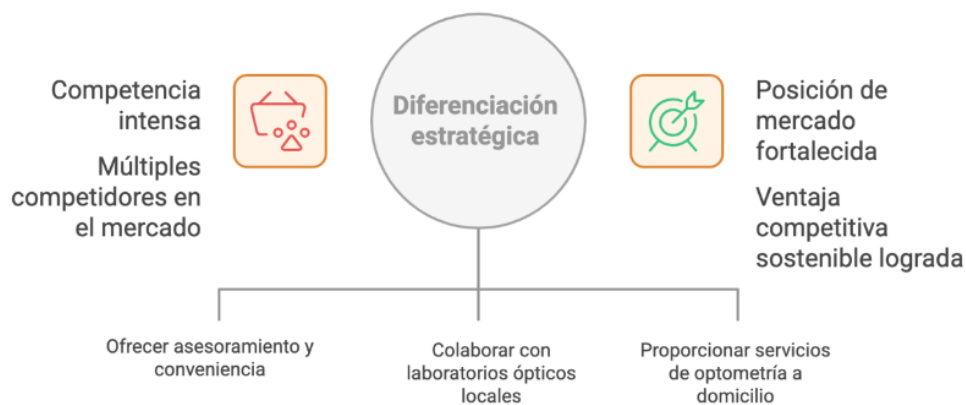 Competencia
intensa
Múltiples
competidores en
el mercado
Diferenciación
estratégica
Posición de
mercado
fortalecida
Ventaja
competitiva
sostenible lograda
Ofrecer asesoramiento y
conveniencia
Colaborar con
laboratorios ópticos
locales
Proporcionar servicios
de optometría a
domicilio